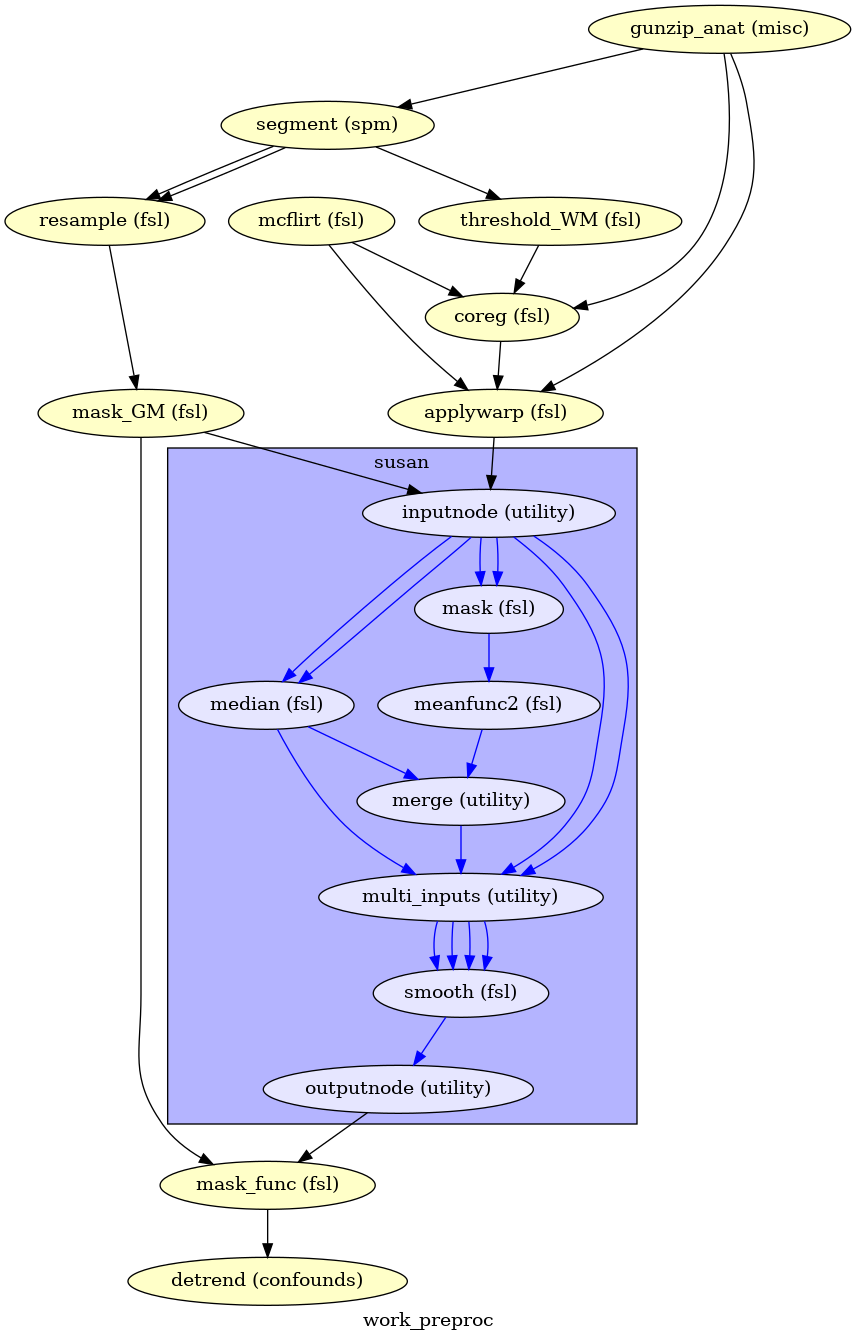 gunzip_anat (misc)
segment (spm)
resample (fsl)
mcflirt (fsl)
threshold_WM (fsl)
coreg (fsl)
mask_GM (fsl)
applywarp (fsl)
susan
inputnode (utility)
mask (fsl)
median (fsl)
meanfunc2 (fsl)
merge (utility)
multi_inputs (utility)
smooth (fsl)
outputnode (utility)
mask_func (fsl)
detrend (confounds)
work_preproc